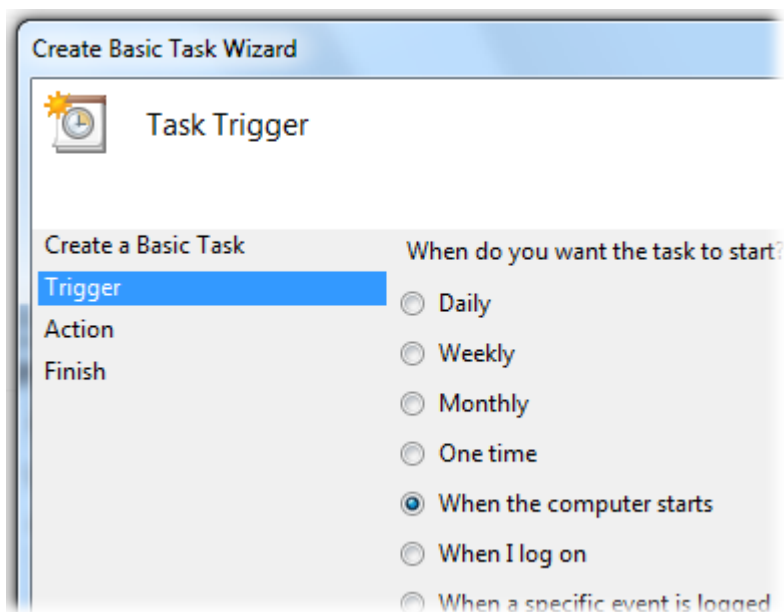 Create Basic Task Wizard
Task Trigger
Create a Basic Task
Trigger
Action
Finish
When do you want the task to start?
Daily
Weekly
Monthly
One time
When the computer starts
When I log on
When a specific event is logged